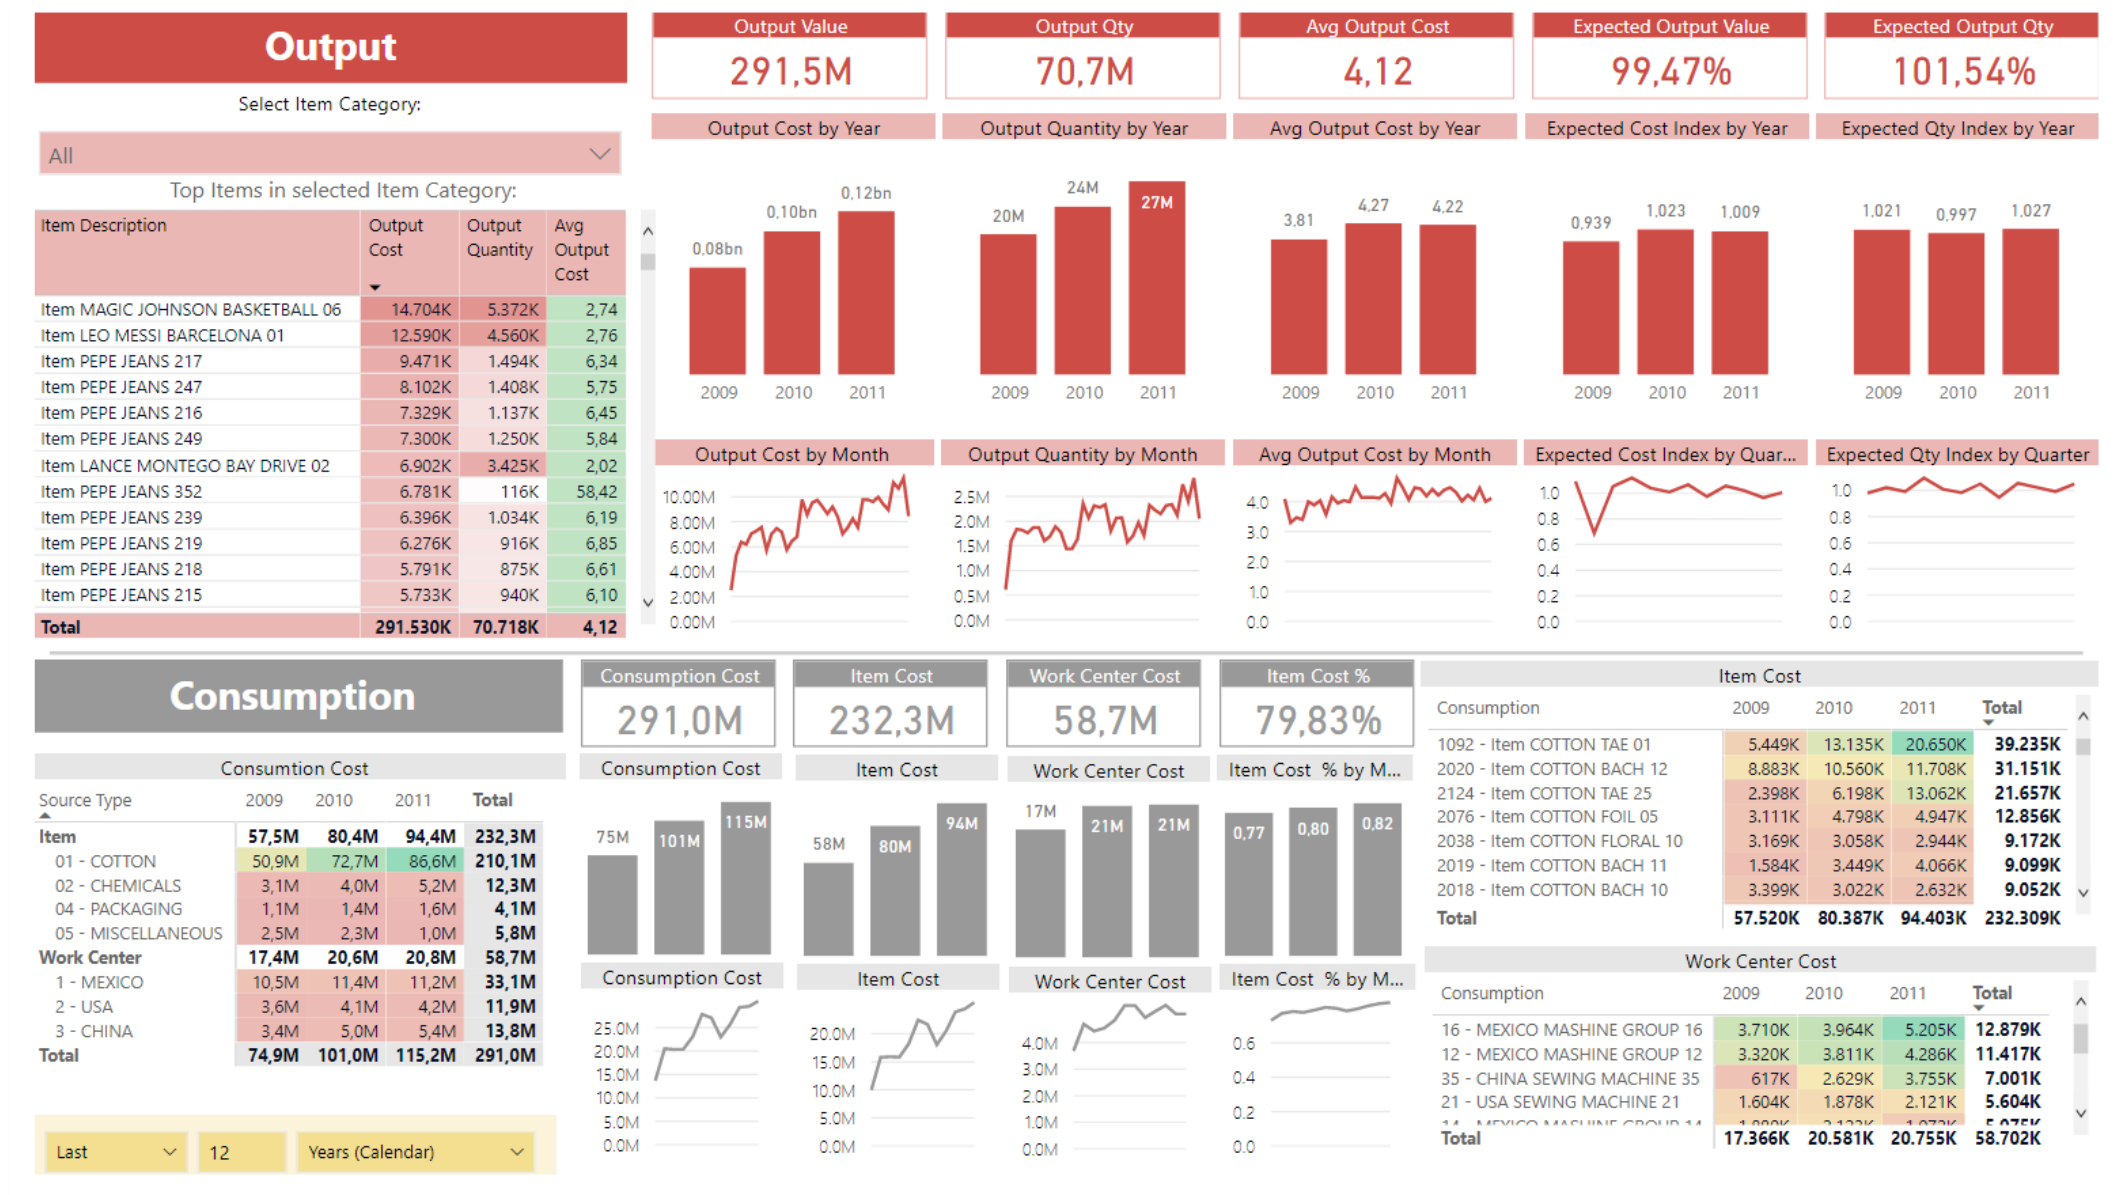 Output
Select Item Category:
All
Top Items in selected Item Category:
Item Description Output Cost Output Quantity Avg Output Cost
Item MAGIC JOHNSON BASKETBALL 06 14.704K 5.372K 2,74
Item LEO MESSI BARCELONA 01 12.590K 4.560K 2,76
Item PEPE JEANS 217 9.471K 1.494K 6,34
Item PEPE JEANS 247 8.102K 1.408K 5,75
Item PEPE JEANS 216 7.329K 1.137K 6,45
Item PEPE JEANS 249 7.300K 1.250K 5,84
Item LANCE MONTEGO BAY DRIVE 02 6.902K 3.425K 2,02
Item PEPE JEANS 352 6.781K 116K 58,42
Item PEPE JEANS 239 6.396K 1.034K 6,19
Item PEPE JEANS 219 6.276K 916K 6,85
Item PEPE JEANS 218 5.791K 875K 6,61
Item PEPE JEANS 215 5.733K 940K 6,10
Total 291.530K 70.718K 4,12
Output Value
291,5M
Output Qty
70,7M
Avg Output Cost
4,12
Expected Output Value
99,47%
Expected Output Qty
101,54%
Output Cost by Year
0,08bn 0,10bn 0,12bn
2009 2010 2011
Output Quantity by Year
20M 24M 27M
2009 2010 2011
Avg Output Cost by Year
3,81 4,27 4,22
2009 2010 2011
Expected Cost Index by Year
0,939 1,023 1,009
2009 2010 2011
Expected Qty Index by Year
1,021 0,997 1,027
2009 2010 2011
Output Cost by Month
10.00M
8.00M
6.00M
4.00M
2.00M
0.00M
Output Quantity by Month
2.5M
2.0M
1.5M
1.0M
0.5M
0.0M
Avg Output Cost by Month
4.0
3.0
2.0
1.0
0.0
Expected Cost Index by Quar...
1.0
0.8
0.6
0.4
0.2
0.0
Expected Qty Index by Quarter
1.0
0.8
0.6
0.4
0.2
0.0
Consumption
Consumtion Cost
Source Type 2009 2010 2011 Total
Item 57,5M 80,4M 94,4M 232,3M
01 - COTTON 50,9M 72,7M 86,6M 210,1M
02 - CHEMICALS 3,1M 4,0M 5,2M 12,3M
04 - PACKAGING 1,1M 1,4M 1,6M 4,1M
05 - MISCELLANEOUS 2,5M 2,3M 1,0M 5,8M
Work Center 17,4M 20,6M 20,8M 58,7M
1 - MEXICO 10,5M 11,4M 11,2M 33,1M
2 - USA 3,6M 4,1M 4,2M 11,9M
3 - CHINA 3,4M 5,0M 5,4M 13,8M
Total 74,9M 101,0M 115,2M 291,0M
Last 12 Years (Calendar)
Consumption Cost
291,0M
Item Cost
232,3M
Work Center Cost
58,7M
Item Cost %
79,83%
Consumption Cost
75M 101M 115M
Item Cost
58M 80M 94M
Work Center Cost
17M 21M 21M
Item Cost % by M...
0,77 0,80 0,82
Consumption Cost
25.0M
20.0M
15.0M
10.0M
5.0M
0.0M
Item Cost
20.0M
15.0M
10.0M
5.0M
0.0M
Work Center Cost
4.0M
3.0M
2.0M
1.0M
0.0M
Item Cost % by M...
0.6
0.4
0.2
0.0
Item Cost
Consumption 2009 2010 2011 Total
1092 - Item COTTON TAE 01 5.449K 13.135K 20.650K 39.235K
2020 - Item COTTON BACH 12 8.883K 10.560K 11.708K 31.151K
2124 - Item COTTON TAE 25 2.398K 6.198K 13.062K 21.657K
2076 - Item COTTON FOIL 05 3.111K 4.798K 4.947K 12.856K
2038 - Item COTTON FLORAL 10 3.169K 3.058K 2.944K 9.172K
2019 - Item COTTON BACH 11 1.584K 3.449K 4.066K 9.099K
2018 - Item COTTON BACH 10 3.399K 3.022K 2.632K 9.052K
Total 57.520K 80.387K 94.403K 232.309K
Work Center Cost
Consumption 2009 2010 2011 Total
16 - MEXICO MASHINE GROUP 16 3.710K 3.964K 5.205K 12.879K
12 - MEXICO MASHINE GROUP 12 3.320K 3.811K 4.286K 11.417K
35 - CHINA SEWING MACHINE 35 617K 2.629K 3.755K 7.001K
21 - USA SEWING MACHINE 21 1.604K 1.878K 2.121K 5.604K
Total 17.366K 20.581K 20.755K 58.702K